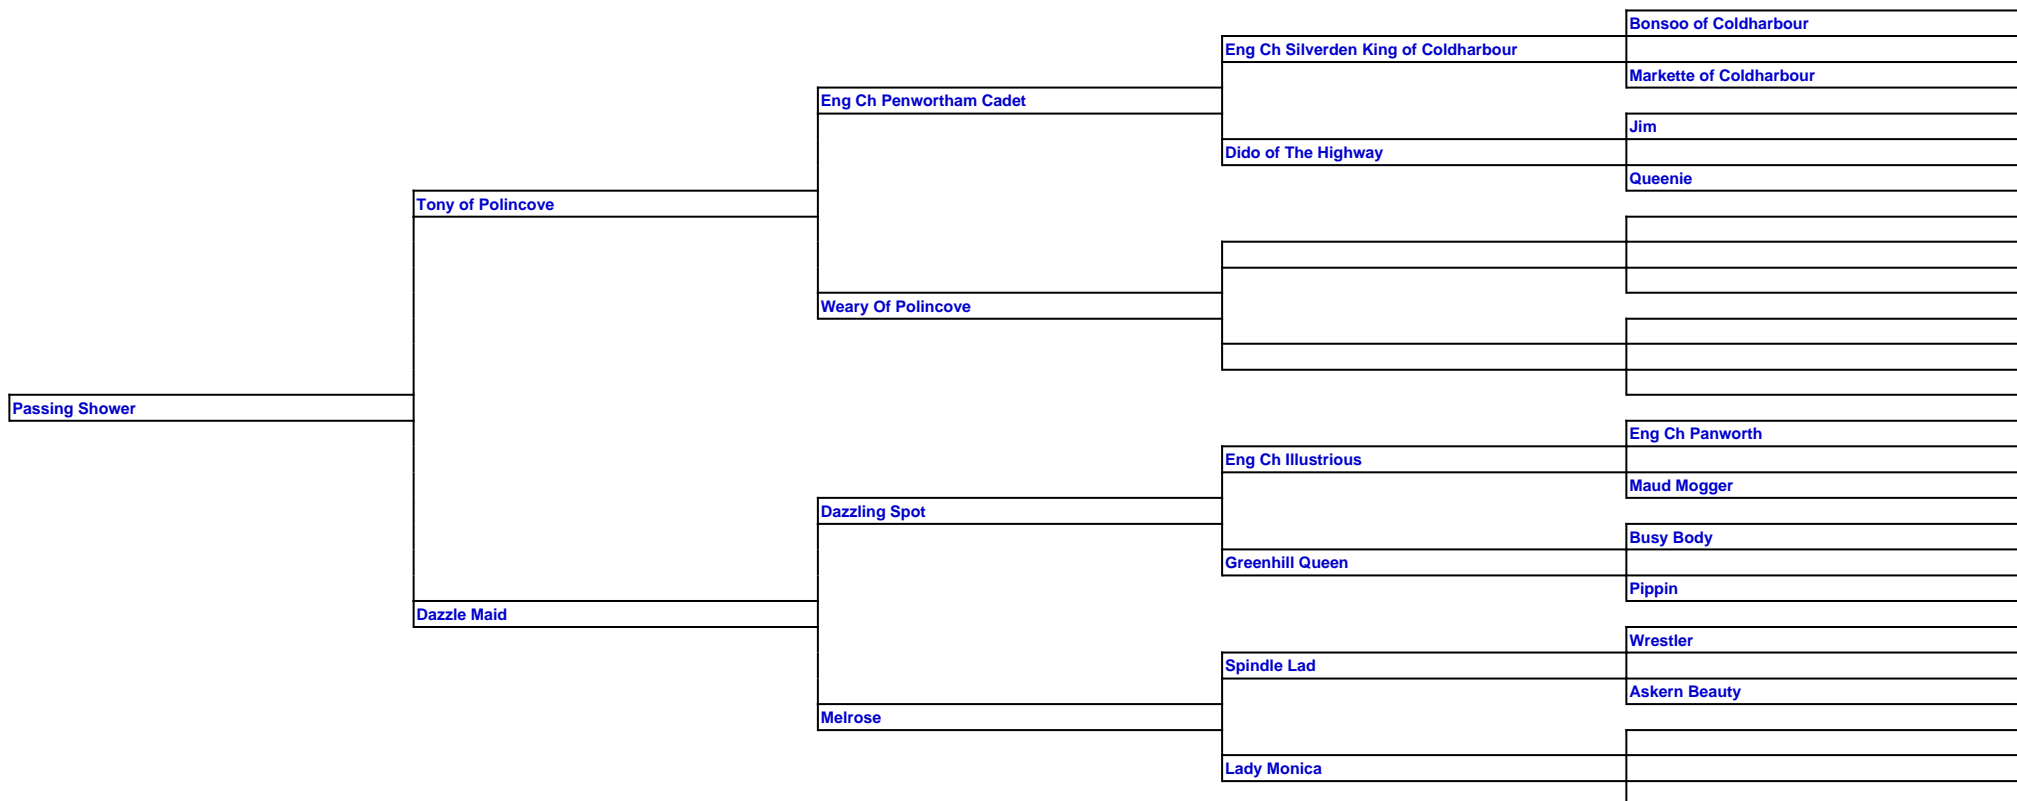 Bonsoo of Coldharbour
Eng Ch Silverden King of Coldharbour
Markette of Coldharbour
Eng Ch Penwortham Cadet
Jim
Dido of The Highway
Queenie
Tony of Polincove
Weary Of Polincove
Passing Shower
Eng Ch Panworth
Eng Ch Illustrious
Maud Mogger
Dazzling Spot
Busy Body
Greenhill Queen
Pippin
Dazzle Maid
Wrestler
Spindle Lad
Askern Beauty
Melrose
Lady Monica